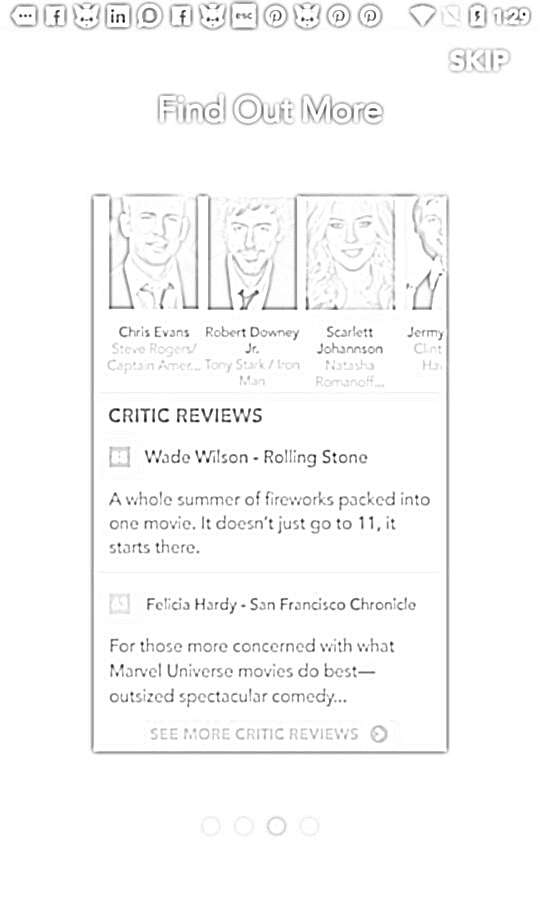 in
esc
1:29
SKIP
Find Out More
Chris Evans
Steve Rogers/
Captain Amer...
Robert Downey
Jr.
Tony Stark / Iron
Man
Scarlett
Johannson
Natasha
Romanoff...
Jermy
Clint
Ha
CRITIC REVIEWS
Wade Wilson - Rolling Stone
A whole summer of fireworks packed into
one movie. It doesn't just go to 11, it
starts there.
Felicia Hardy - San Francisco Chronicle
For those more concerned with what
Marvel Universe movies do best—
outsized spectacular comedy...
SEE MORE CRITIC REVIEWS